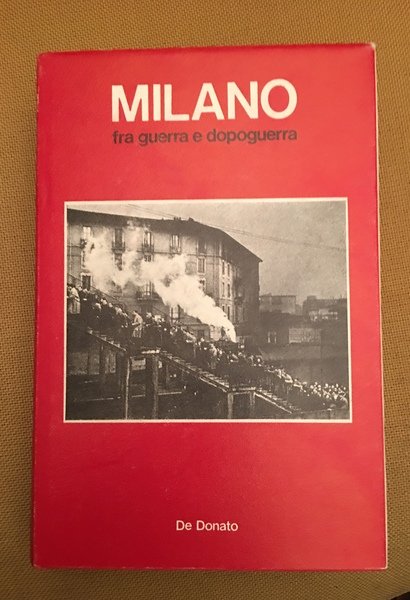 MILANO
fra guerra e dopoguerra
De Donato